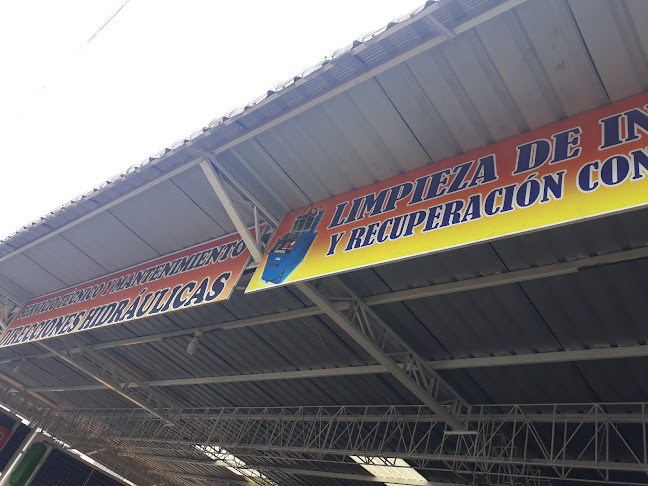 SERVICIO TÉCNICO Y MANTENIMIENTO
DIRECCIONES HIDRÁULICAS
LIMPIEZA DE IN
Y RECUPERACIÓN CON